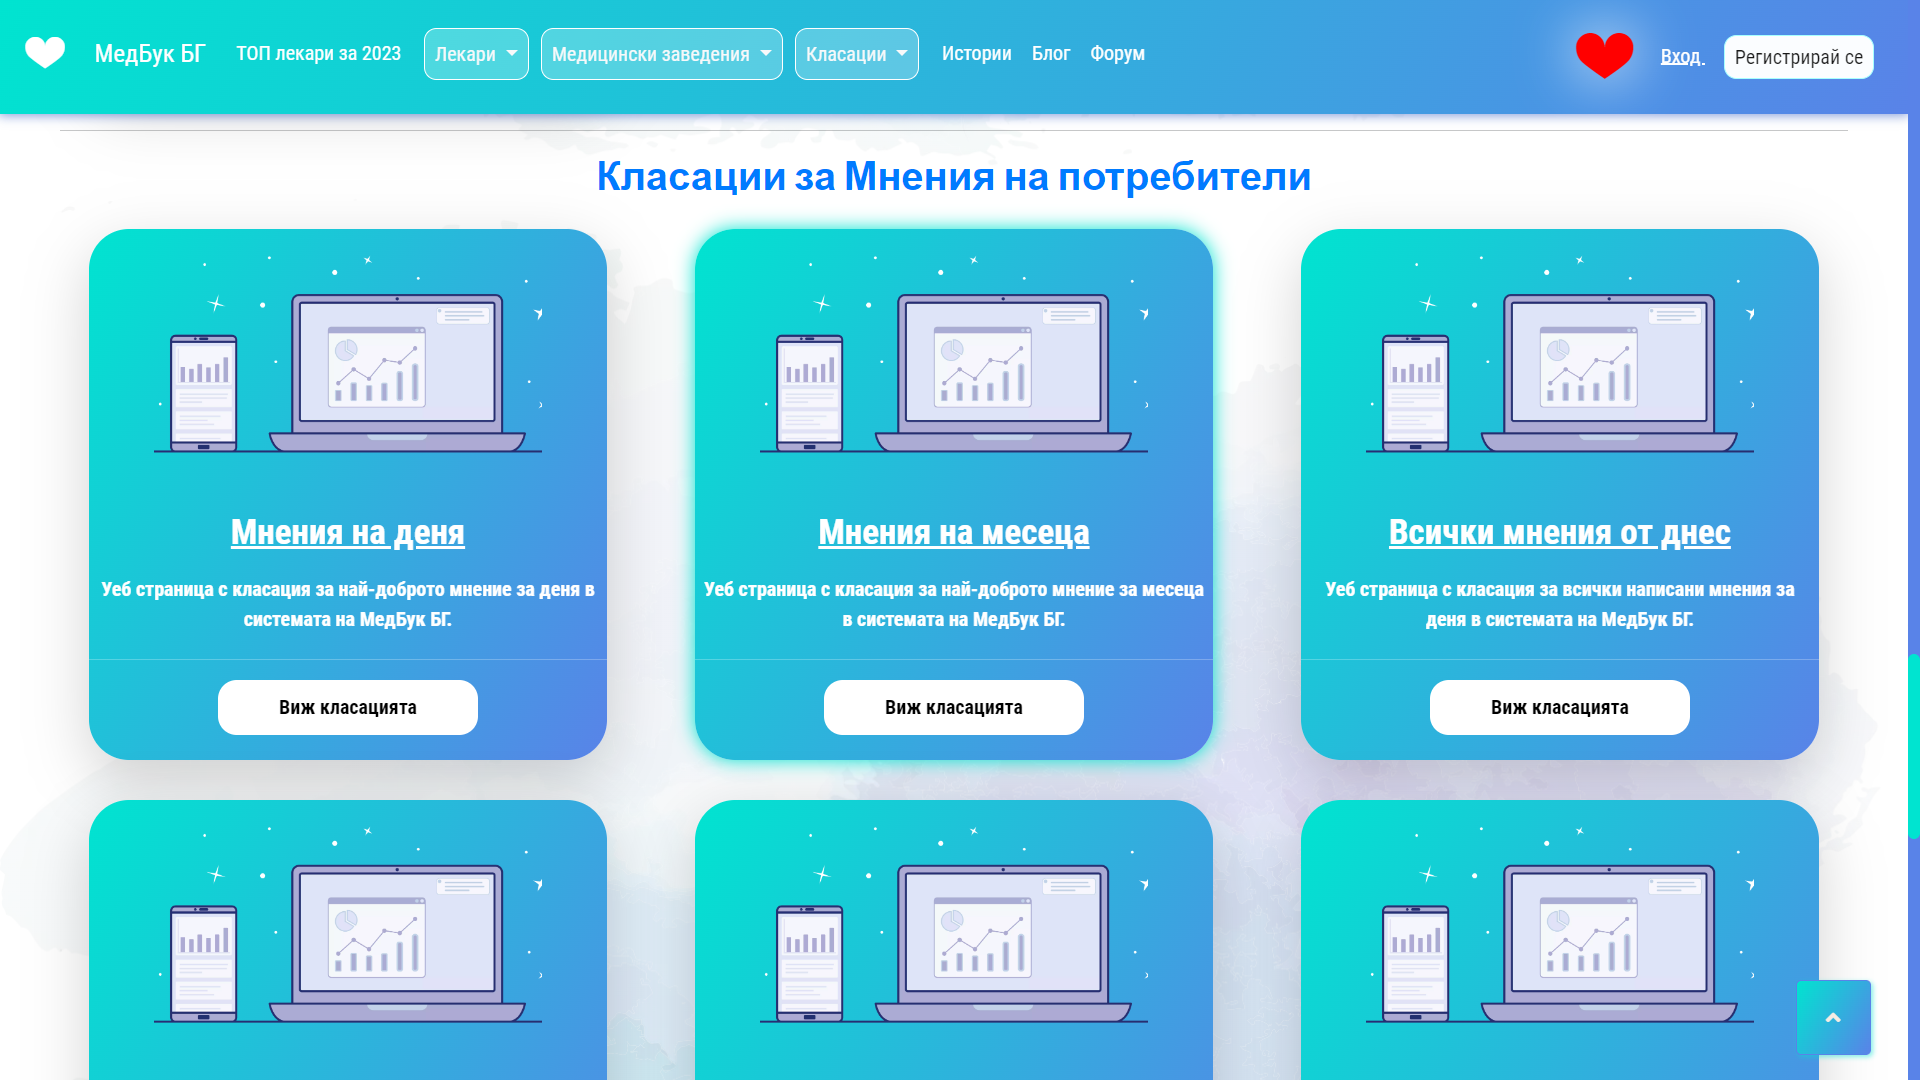 МедБук БГ
ТОП лекари за 2023
Лекари
Медицински заведения
Класации
Истории
Блог
Форум
Вход
Регистрирай се
Класации за Мнения на потребители
Мнения на деня
Уеб страница с класация за най-доброто мнение за деня в
системата на МедБук БГ.
Виж класацията
Мнения на месеца
Уеб страница с класация за най-доброто мнение за месеца
в системата на МедБук БГ.
Виж класацията
Всички мнения от днес
Уеб страница с класация за всички написани мнения за
деня в системата на МедБук БГ.
Виж класацията